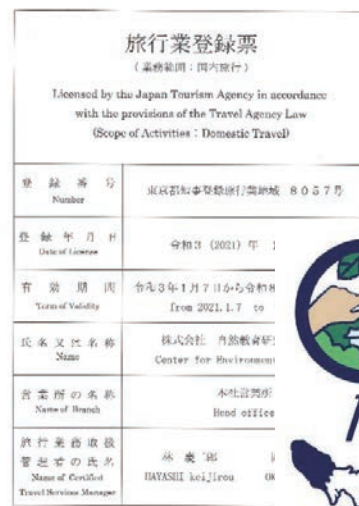 旅行業登録票
（業務範囲：国内旅行）
Licensed by the Japan Tourism Agency in accordance
with the provisions of the Travel Agency Law
(Scope of Activities : Domestic Travel)
登録番号
Number
東京都知事登録旅行業地域 8057号
登録年月日
Date of License
令和3 (2021) 年
有効期間
Term of Validity
令和3年1月7日から令和8
from 2021.1.7 to
氏名又は名称
Name
株式会社 自然教育研
Center for Environment
営業所の名称
Name of Branch
本社営業所
Head office
旅行業務取扱
管理者の氏名
Name of Certified
Travel Services Manager
林
HAYASHI keijirou